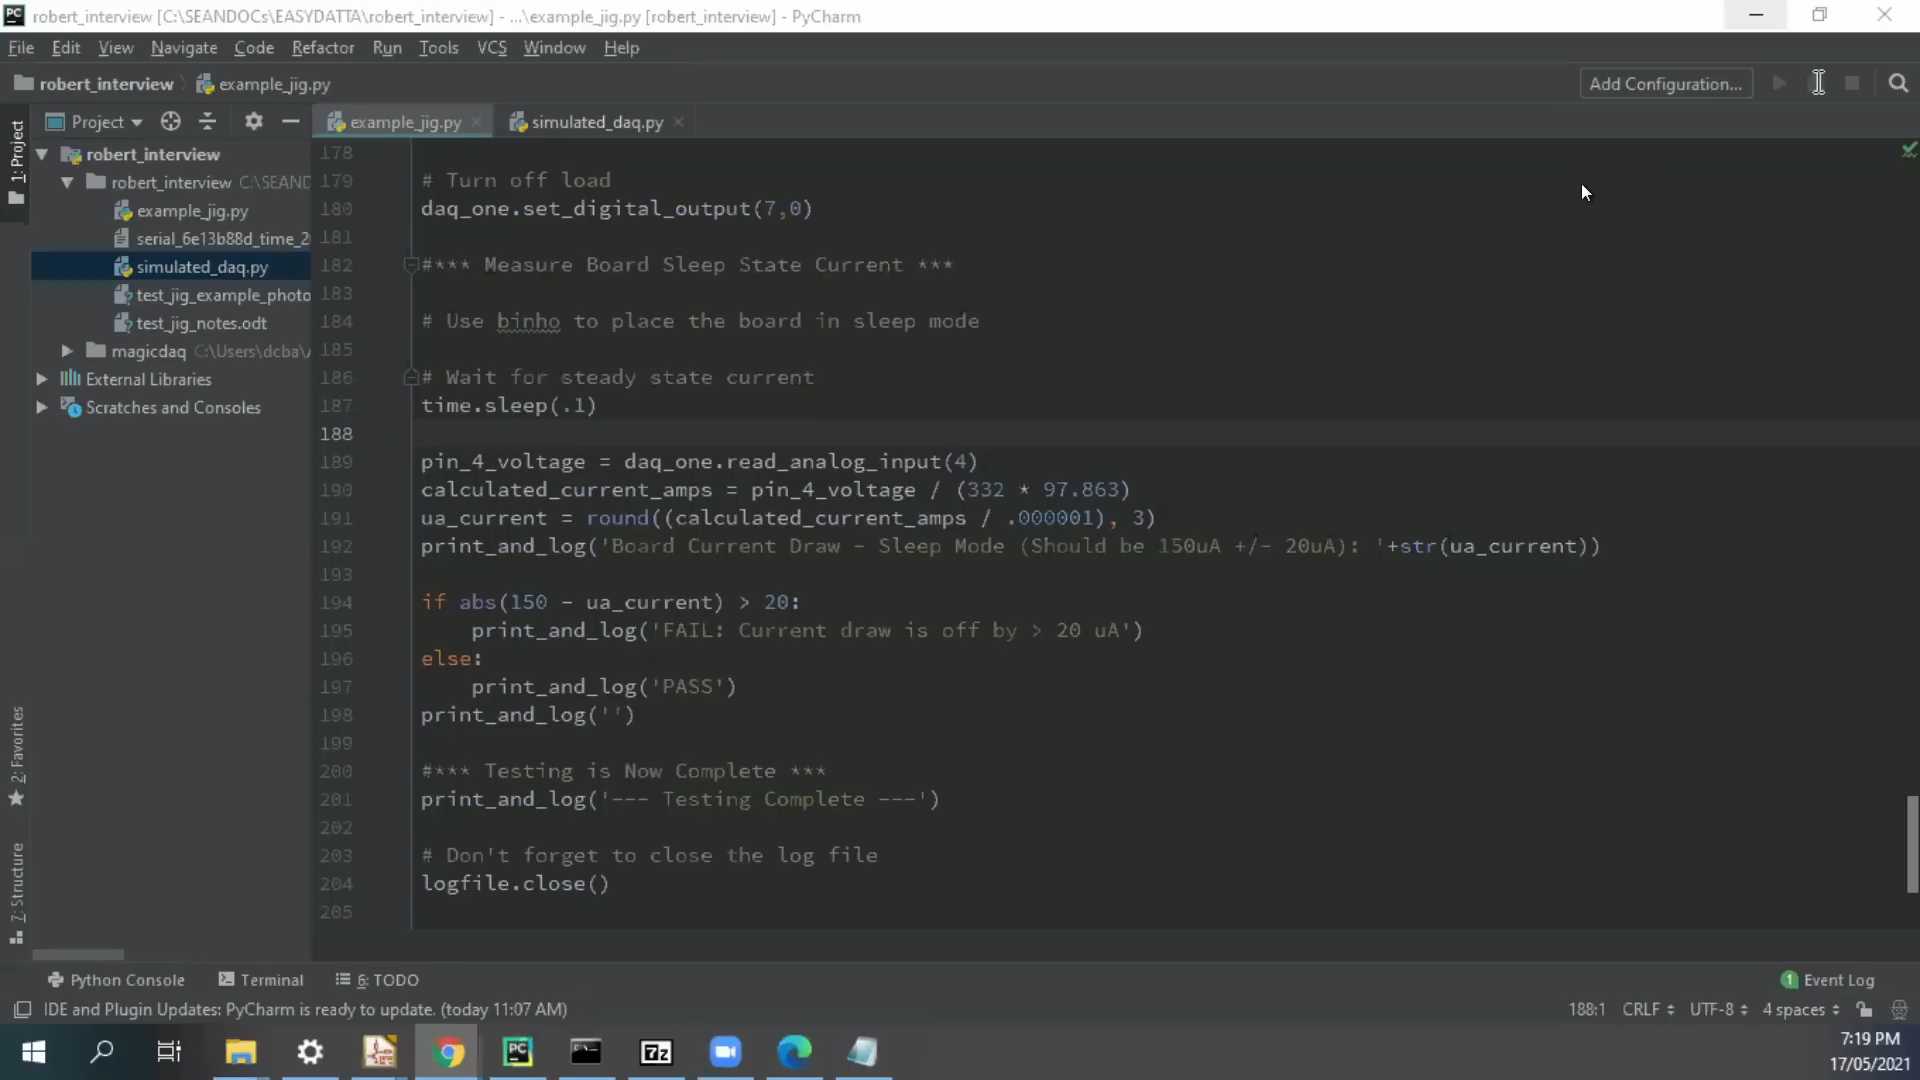 PC robert_interview [C:\SEANDOCs\EASYDATTA\robert_interview] - ...\example_jig.py [robert_interview] - PyCharm
File Edit View Navigate Code Refactor Run Tools VCS Window Help
robert_interview example_jig.py Add Configuration...
Project example_jig.py simulated_daq.py
1: Project
robert_interview
robert_interview C:\SEAND
example_jig.py
serial_6e13b88d_time_2
simulated_daq.py
test_jig_example_photo
test_jig_notes.odt
magicdaq C:\Users\dcba\
External Libraries
Scratches and Consoles
2: Favorites
7: Structure
178
179 # Turn off load
180 daq_one.set_digital_output(7,0)
181
182 #*** Measure Board Sleep State Current ***
183
184 # Use binho to place the board in sleep mode
185
186 # Wait for steady state current
187 time.sleep(.1)
188
189 pin_4_voltage = daq_one.read_analog_input(4)
190 calculated_current_amps = pin_4_voltage / (332 * 97.863)
191 ua_current = round((calculated_current_amps / .000001), 3)
192 print_and_log('Board Current Draw - Sleep Mode (Should be 150uA +/- 20uA): '+str(ua_current))
193
194 if abs(150 - ua_current) > 20:
195 print_and_log('FAIL: Current draw is off by > 20 uA')
196 else:
197 print_and_log('PASS')
198 print_and_log('')
199
200 #*** Testing is Now Complete ***
201 print_and_log('--- Testing Complete ---')
202
203 # Don't forget to close the log file
204 logfile.close()
205
Python Console Terminal 6: TODO 1 Event Log
IDE and Plugin Updates: PyCharm is ready to update. (today 11:07 AM) 188:1 CRLF UTF-8 4 spaces
PC 7z 7:19 PM
17/05/2021